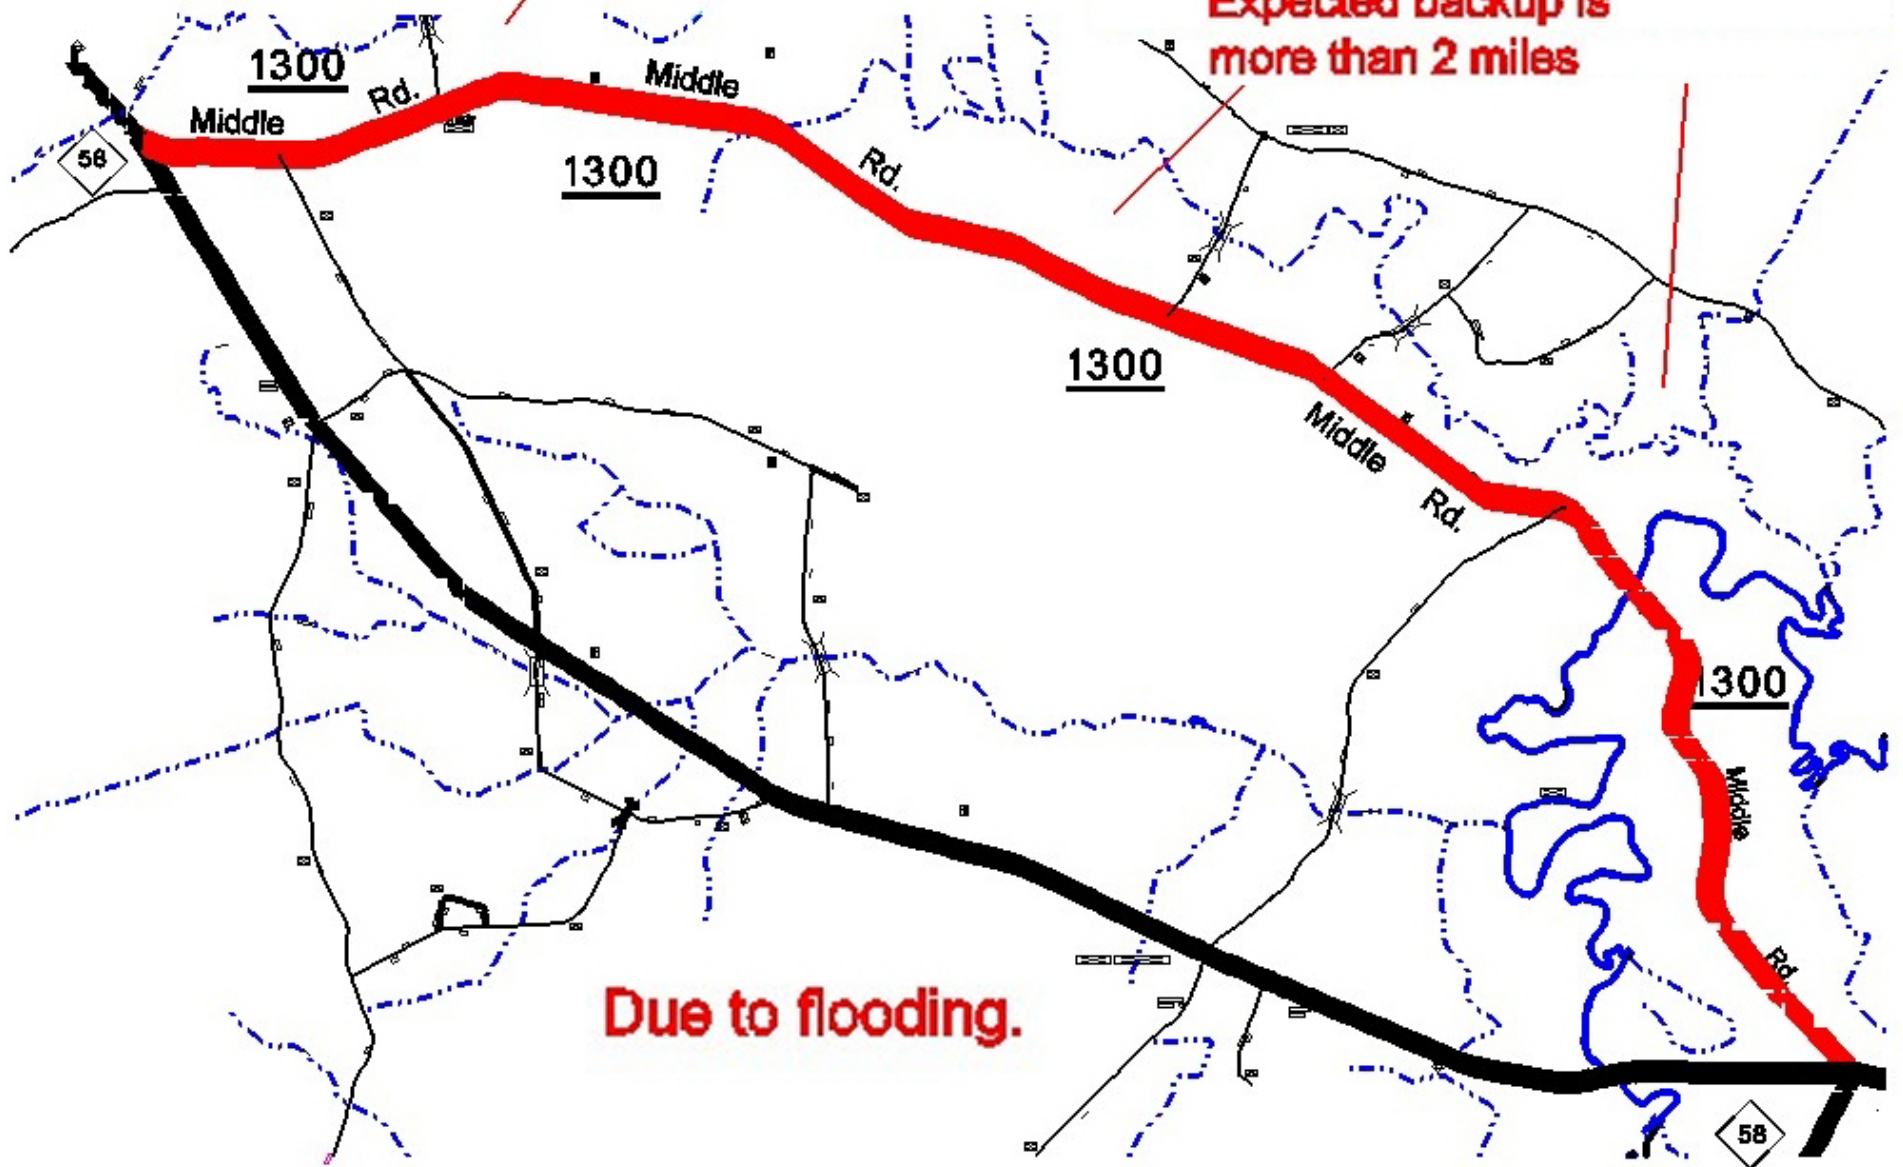 Expected backup is
more than 2 miles
1300
Middle
Rd.
Middle
58
1300
Rd.
1300
Middle
Rd.
1300
Middle
Rd.
Due to flooding.
58